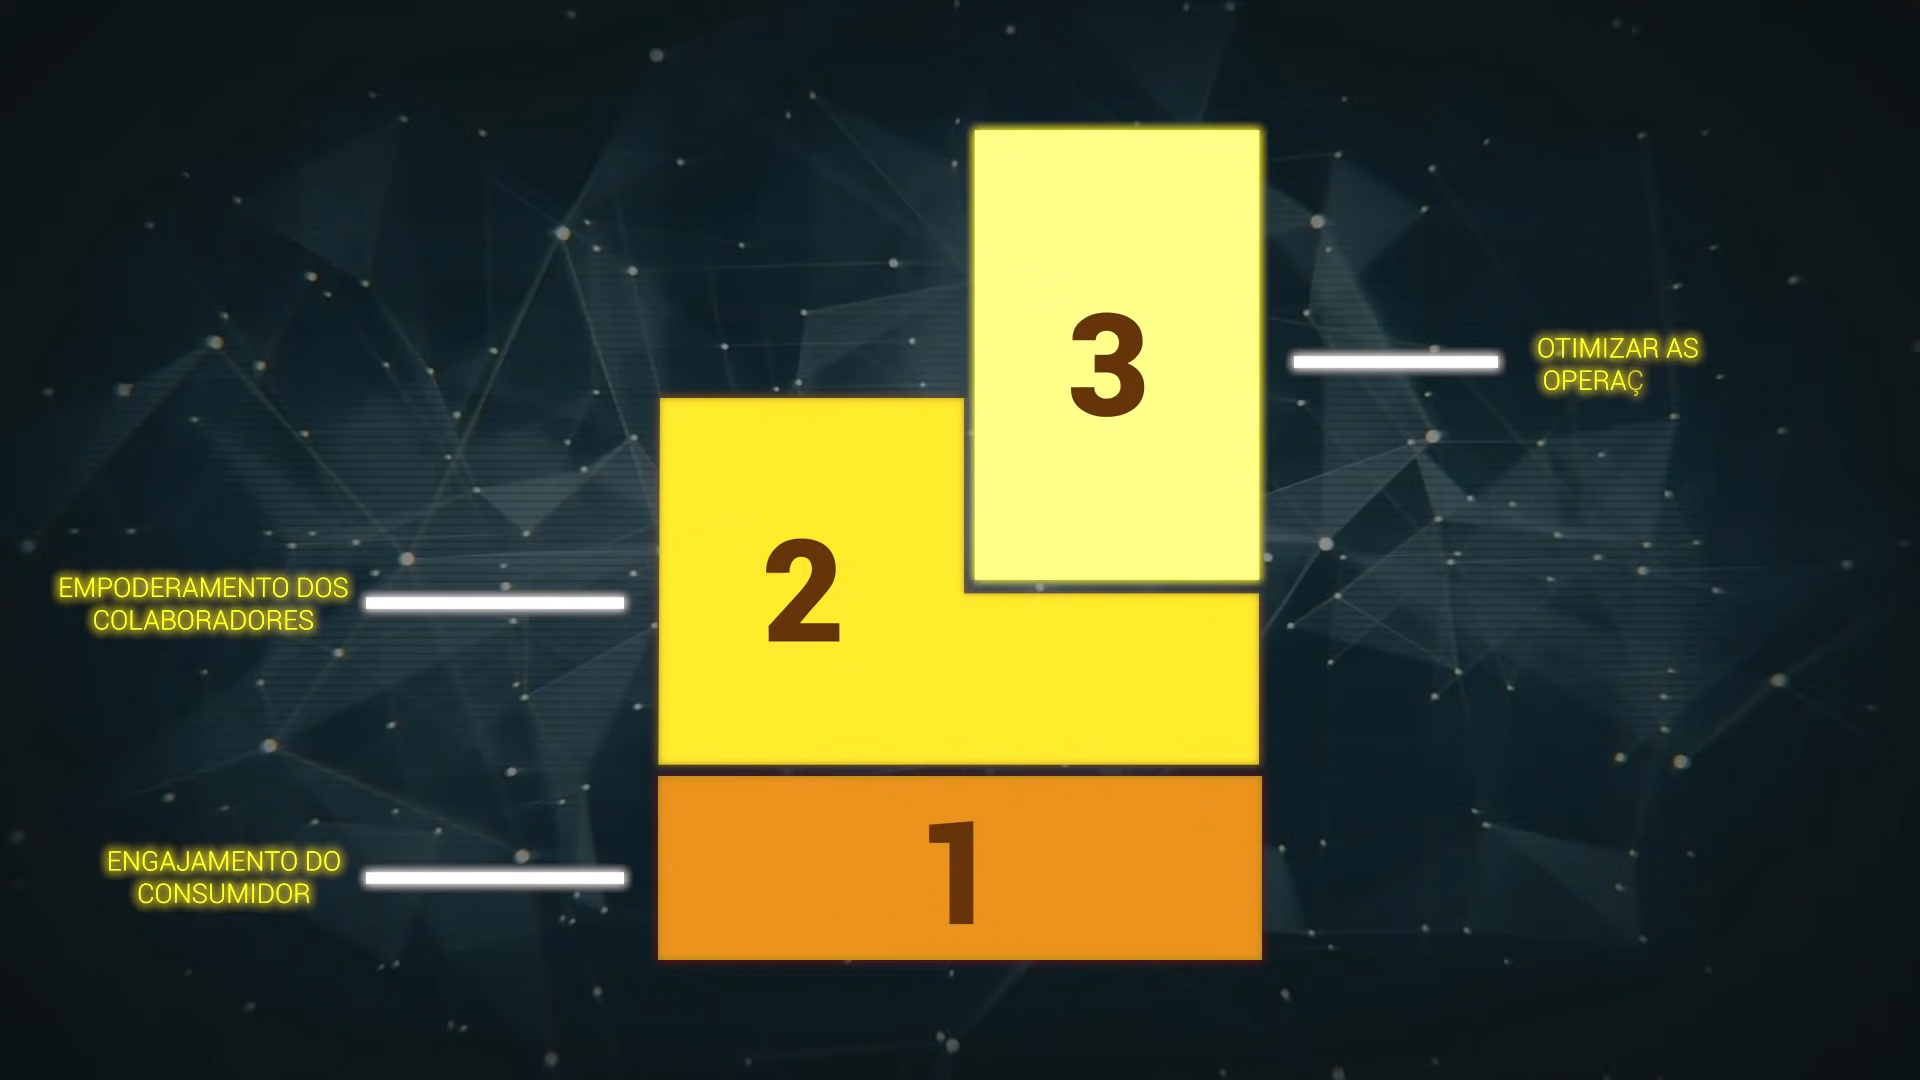 3
OTIMIZAR AS
OPERAÇ
2
EMPODERAMENTO DOS
COLABORADORES
ENGAJAMENTO DO
CONSUMIDOR
1